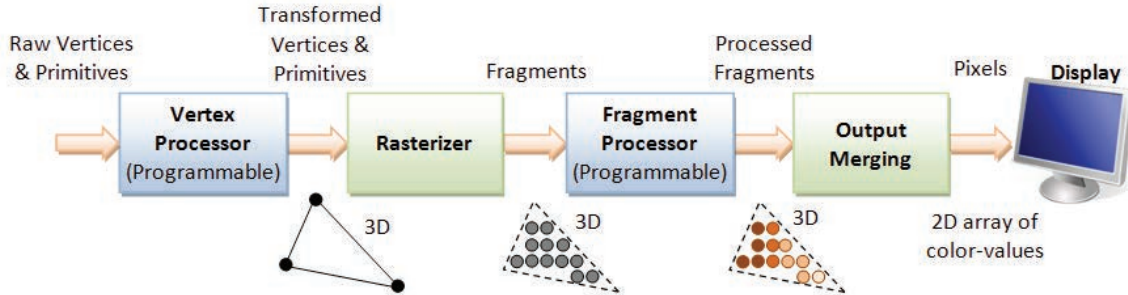 Raw Vertices
& Primitives
Transformed
Vertices &
Primitives
Fragments
Processed
Fragments
Pixels
Display
Vertex
Processor
(Programmable)
Rasterizer
Fragment
Processor
(Programmable)
Output
Merging
3D
3D
3D
2D array of
color-values